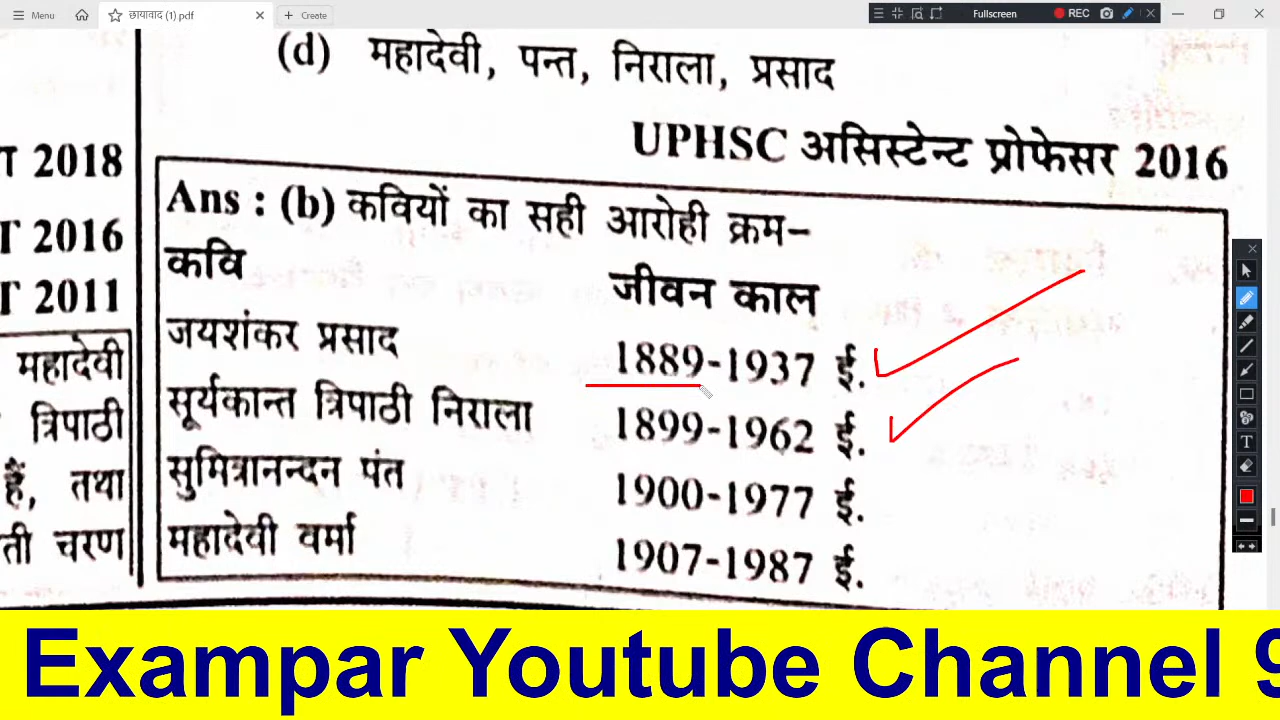 Menu
छायावाद (1).pdf
Create
Fullscreen
REC
(d) महादेवी, पन्त, निराला, प्रसाद
UPHSC असिस्टेन्ट प्रोफेसर 2016
2018
2016
2011
महादेवी
त्रिपाठी
हैं, तथा
चरण
Ans : (b) कवियों का सही आरोही क्रम–
कवि जीवन काल
जयशंकर प्रसाद 1889-1937 ई.
सूर्यकान्त त्रिपाठी निराला 1899-1962 ई.
सुमित्रानन्दन पंत 1900-1977 ई.
महादेवी वर्मा 1907-1987 ई.
T
Exampar Youtube Channel 9